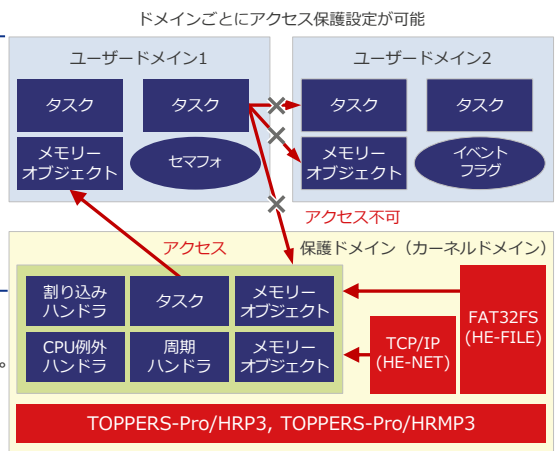 ドメインごとにアクセス保護設定が可能
ユーザードメイン1
ユーザードメイン2
タスク
タスク
タスク
タスク
メモリー
オブジェクト
セマフォ
メモリー
オブジェクト
イベント
フラグ
アクセス不可
アクセス
保護ドメイン（カーネルドメイン）
割り込み
ハンドラ
タスク
メモリー
オブジェクト
CPU例外
ハンドラ
周期
ハンドラ
メモリー
オブジェクト
TCP/IP
(HE-NET)
FAT32FS
(HE-FILE)
。
TOPPERS-Pro/HRP3, TOPPERS-Pro/HRMP3